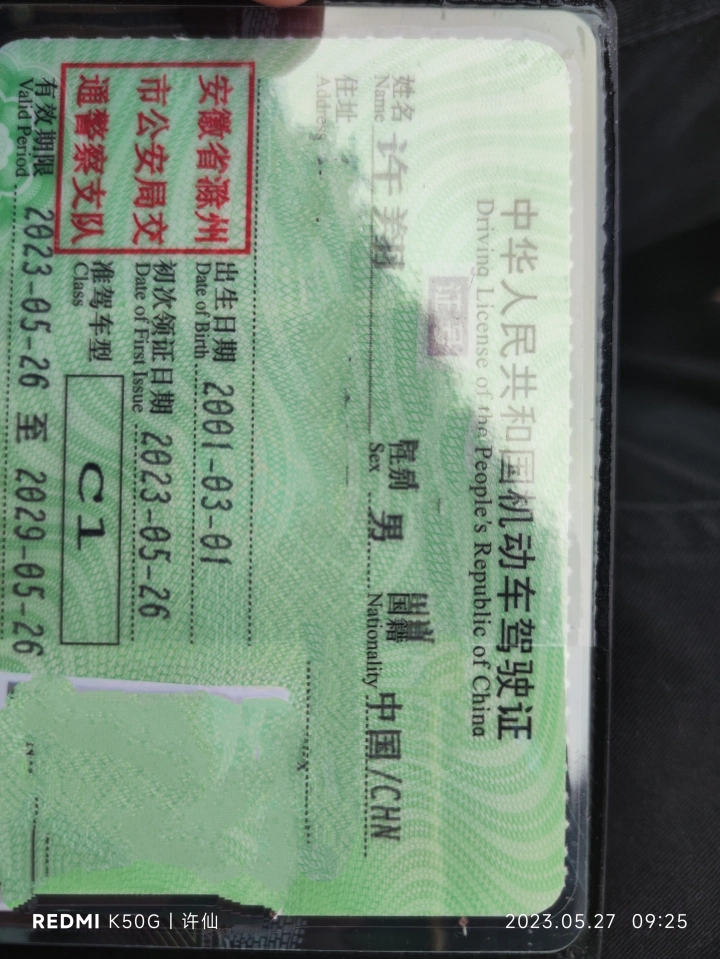 中华人民共和国机动车驾驶证
Driving License of the People's Republic of China
姓名
Name
许
性别
Sex
男
国籍
Nationality
中国/CHN
住址
Address
出生日期
Date of Birth
2001-03-01
初次领证日期
Date of First Issue
2023-05-26
准驾车型
Class
C1
安徽省滁州
市公安局交
通警察支队
有效期限
Valid Period
2023-05-26 至 2029-05-26
REDMI K50G | 许仙
2023.05.27 09:25